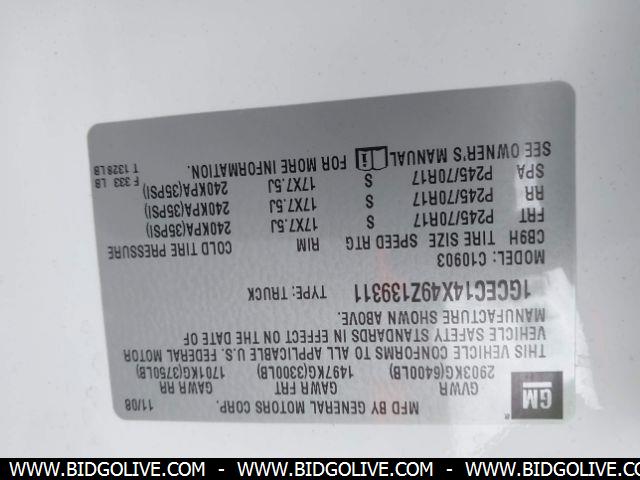 MFD BY GENERAL MOTORS CORP. 11/08
GM
GVWR GAWR FRT GAWR RR
2903KG(6400LB) 1497KG(3300LB) 1701KG(3750LB)
THIS VEHICLE CONFORMS TO ALL APPLICABLE U.S. FEDERAL MOTOR
VEHICLE SAFETY STANDARDS IN EFFECT ON THE DATE OF
MANUFACTURE SHOWN ABOVE.
1GCEC14X49Z139311 TYPE: TRUCK
MODEL: C10903
CB9H TIRE SIZE SPEED RTG RIM COLD TIRE PRESSURE
FRT P245/70R17 S 17X7.5J 240KPA(35PSI)
RR P245/70R17 S 17X7.5J 240KPA(35PSI)
SPA P245/70R17 S 17X7.5J 240KPA(35PSI)
SEE OWNER'S MANUAL FOR MORE INFORMATION.
F 333 LB
T 1328 LB
WWW.BIDGOLIVE.COM - WWW.BIDGOLIVE.COM - WWW.BIDGOLIVE.COM